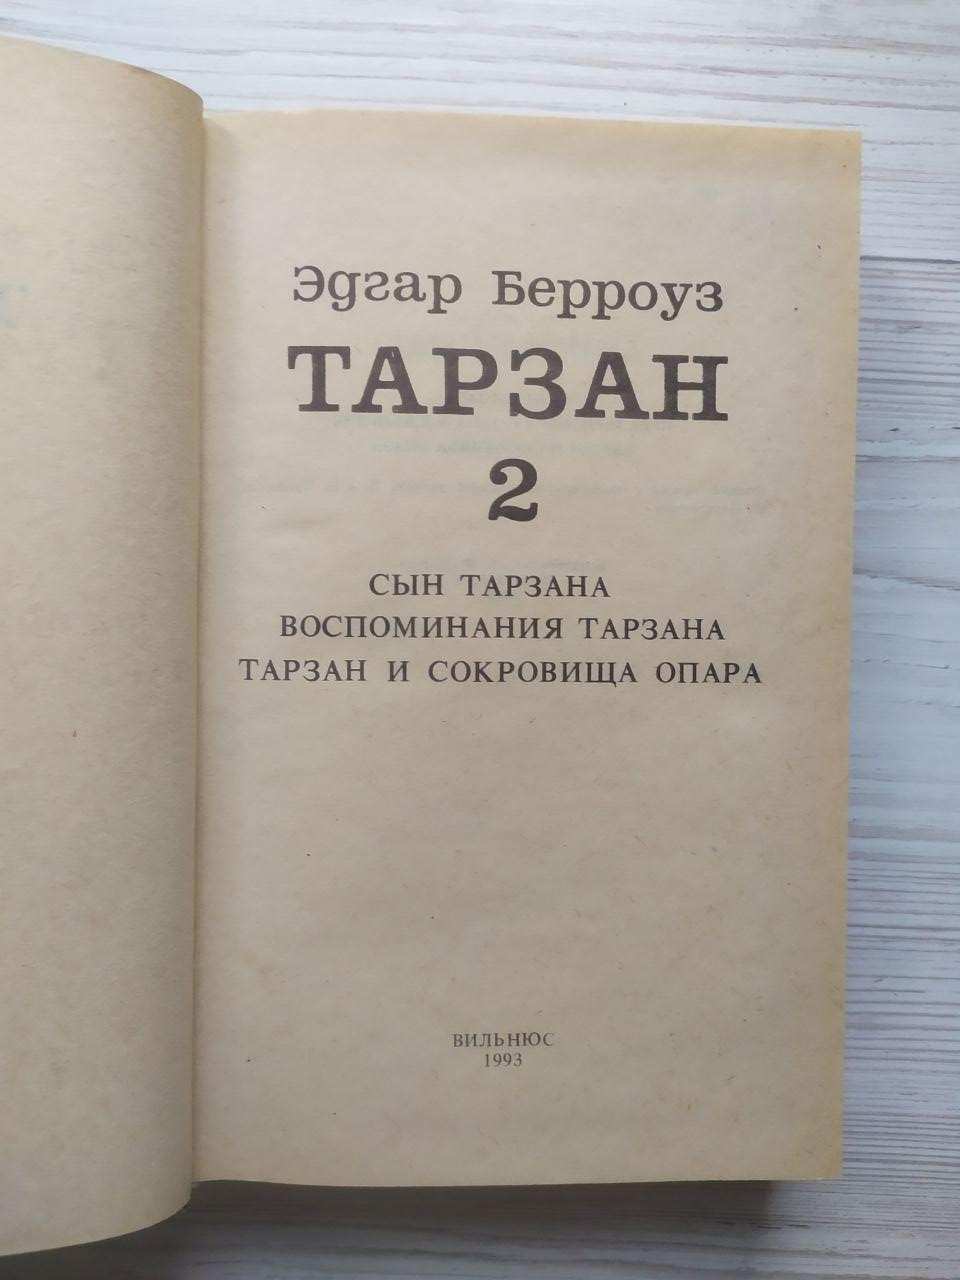 Эдгар Берроуз
ТАРЗАН
2
СЫН ТАРЗАНА
ВОСПОМИНАНИЯ ТАРЗАНА
ТАРЗАН И СОКРОВИЩА ОПАРА
ВИЛЬНЮС
1993